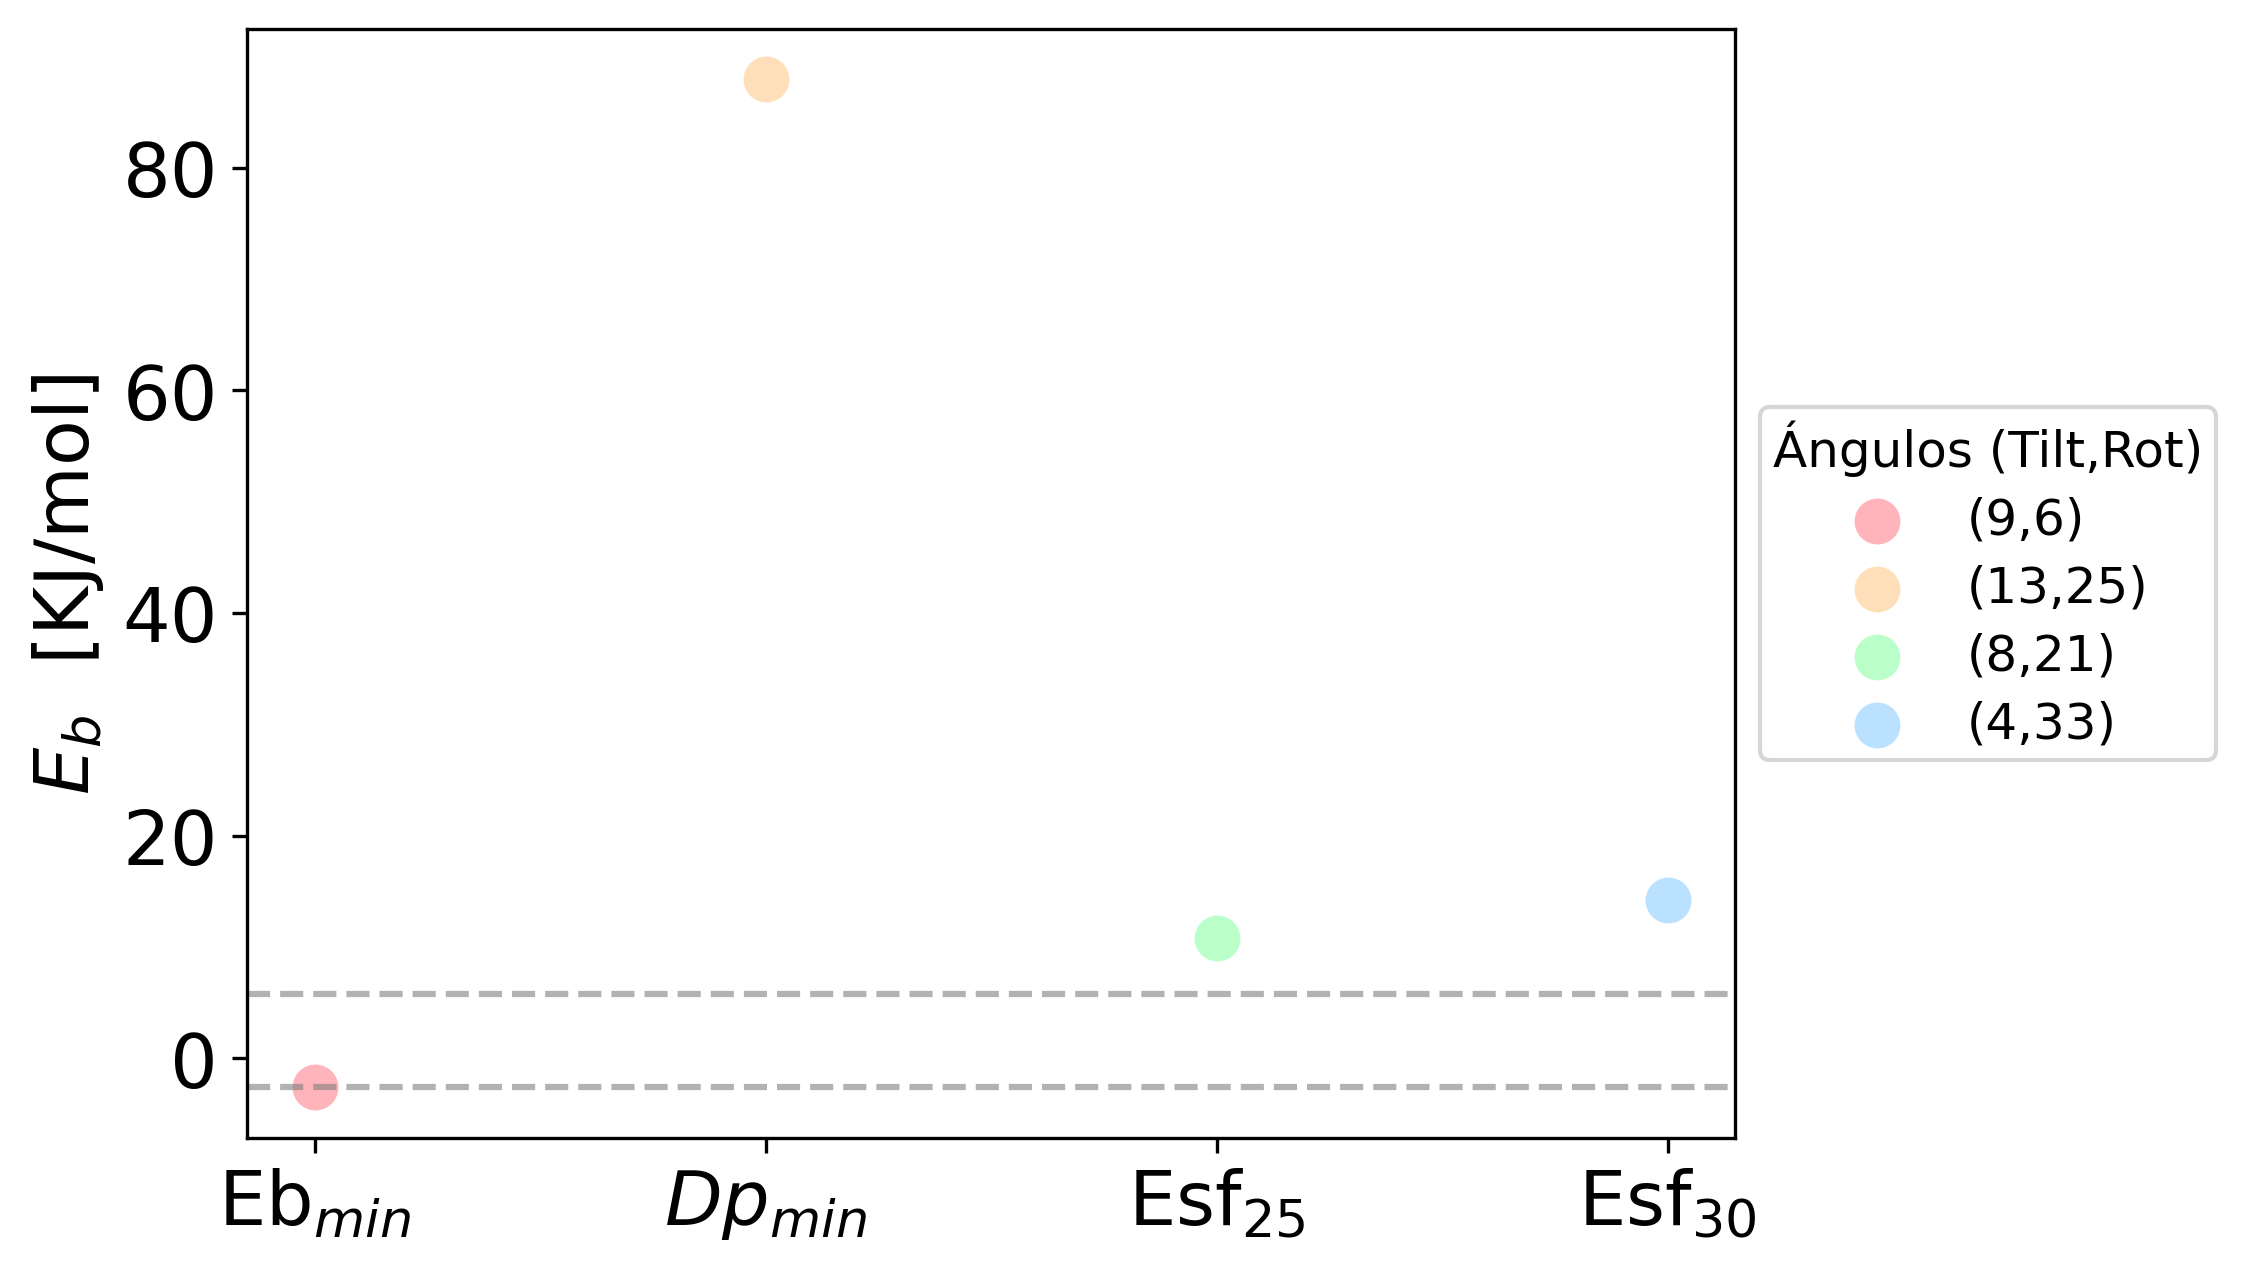 80
60
40
20
0
E_b [KJ/mol]
Eb_min
Dp_min
Esf_25
Esf_30
Ángulos (Tilt,Rot)
(9,6)
(13,25)
(8,21)
(4,33)